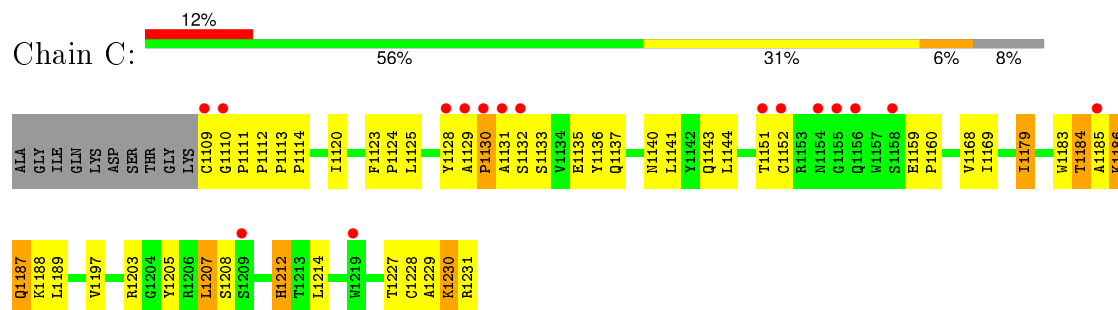 12%
Chain C:
56% 31% 6% 8%
ALA GLY ILE GLN LYS ASP SER THR GLY LYS C1109 G1110 P1111 P1112 P1113 P1114 I1120 F1123 P1124 L1125 Y1128 A1129 P1130 A1131 S1132 S1133 V1134 E1135 Y1136 Q1137 N1140 L1141 Y1142 Q1143 L1144 T1151 C1152 R1153 N1154 G1155 Q1156 W1157 S1158 E1159 P1160 V1168 I1169 I1179 W1183 T1184 A1185 K1186
Q1187 K1188 L1189 V1197 R1203 G1204 Y1205 R1206 L1207 S1208 S1209 H1212 T1213 L1214 W1219 T1227 C1228 A1229 K1230 R1231